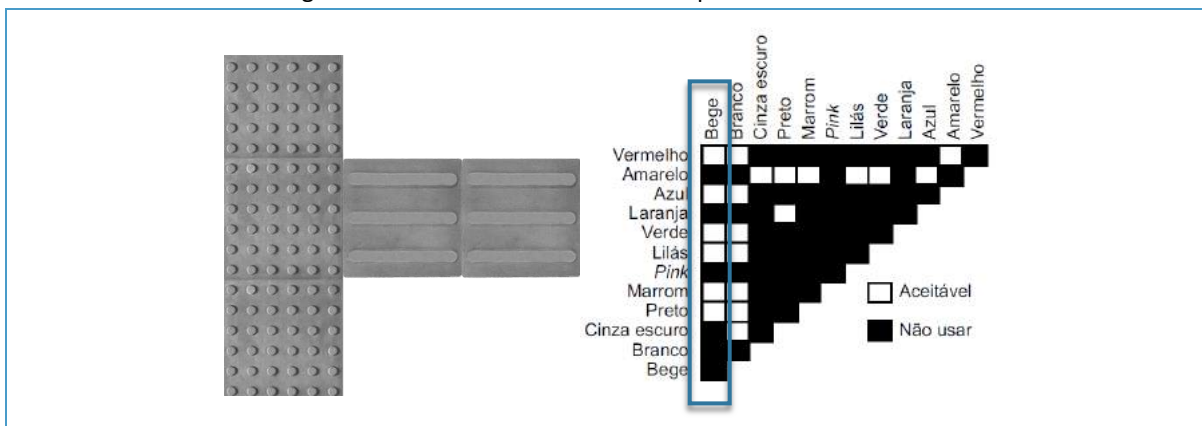 Bege
Branco
Cinza escuro
Preto
Marrom
Pink
Lilás
Verde
Laranja
Azul
Amarelo
Vermelho
Vermelho
Amarelo
Azul
Laranja
Verde
Lilás
Pink
Marrom
Preto
Cinza escuro
Branco
Bege
Aceitável
Não usar